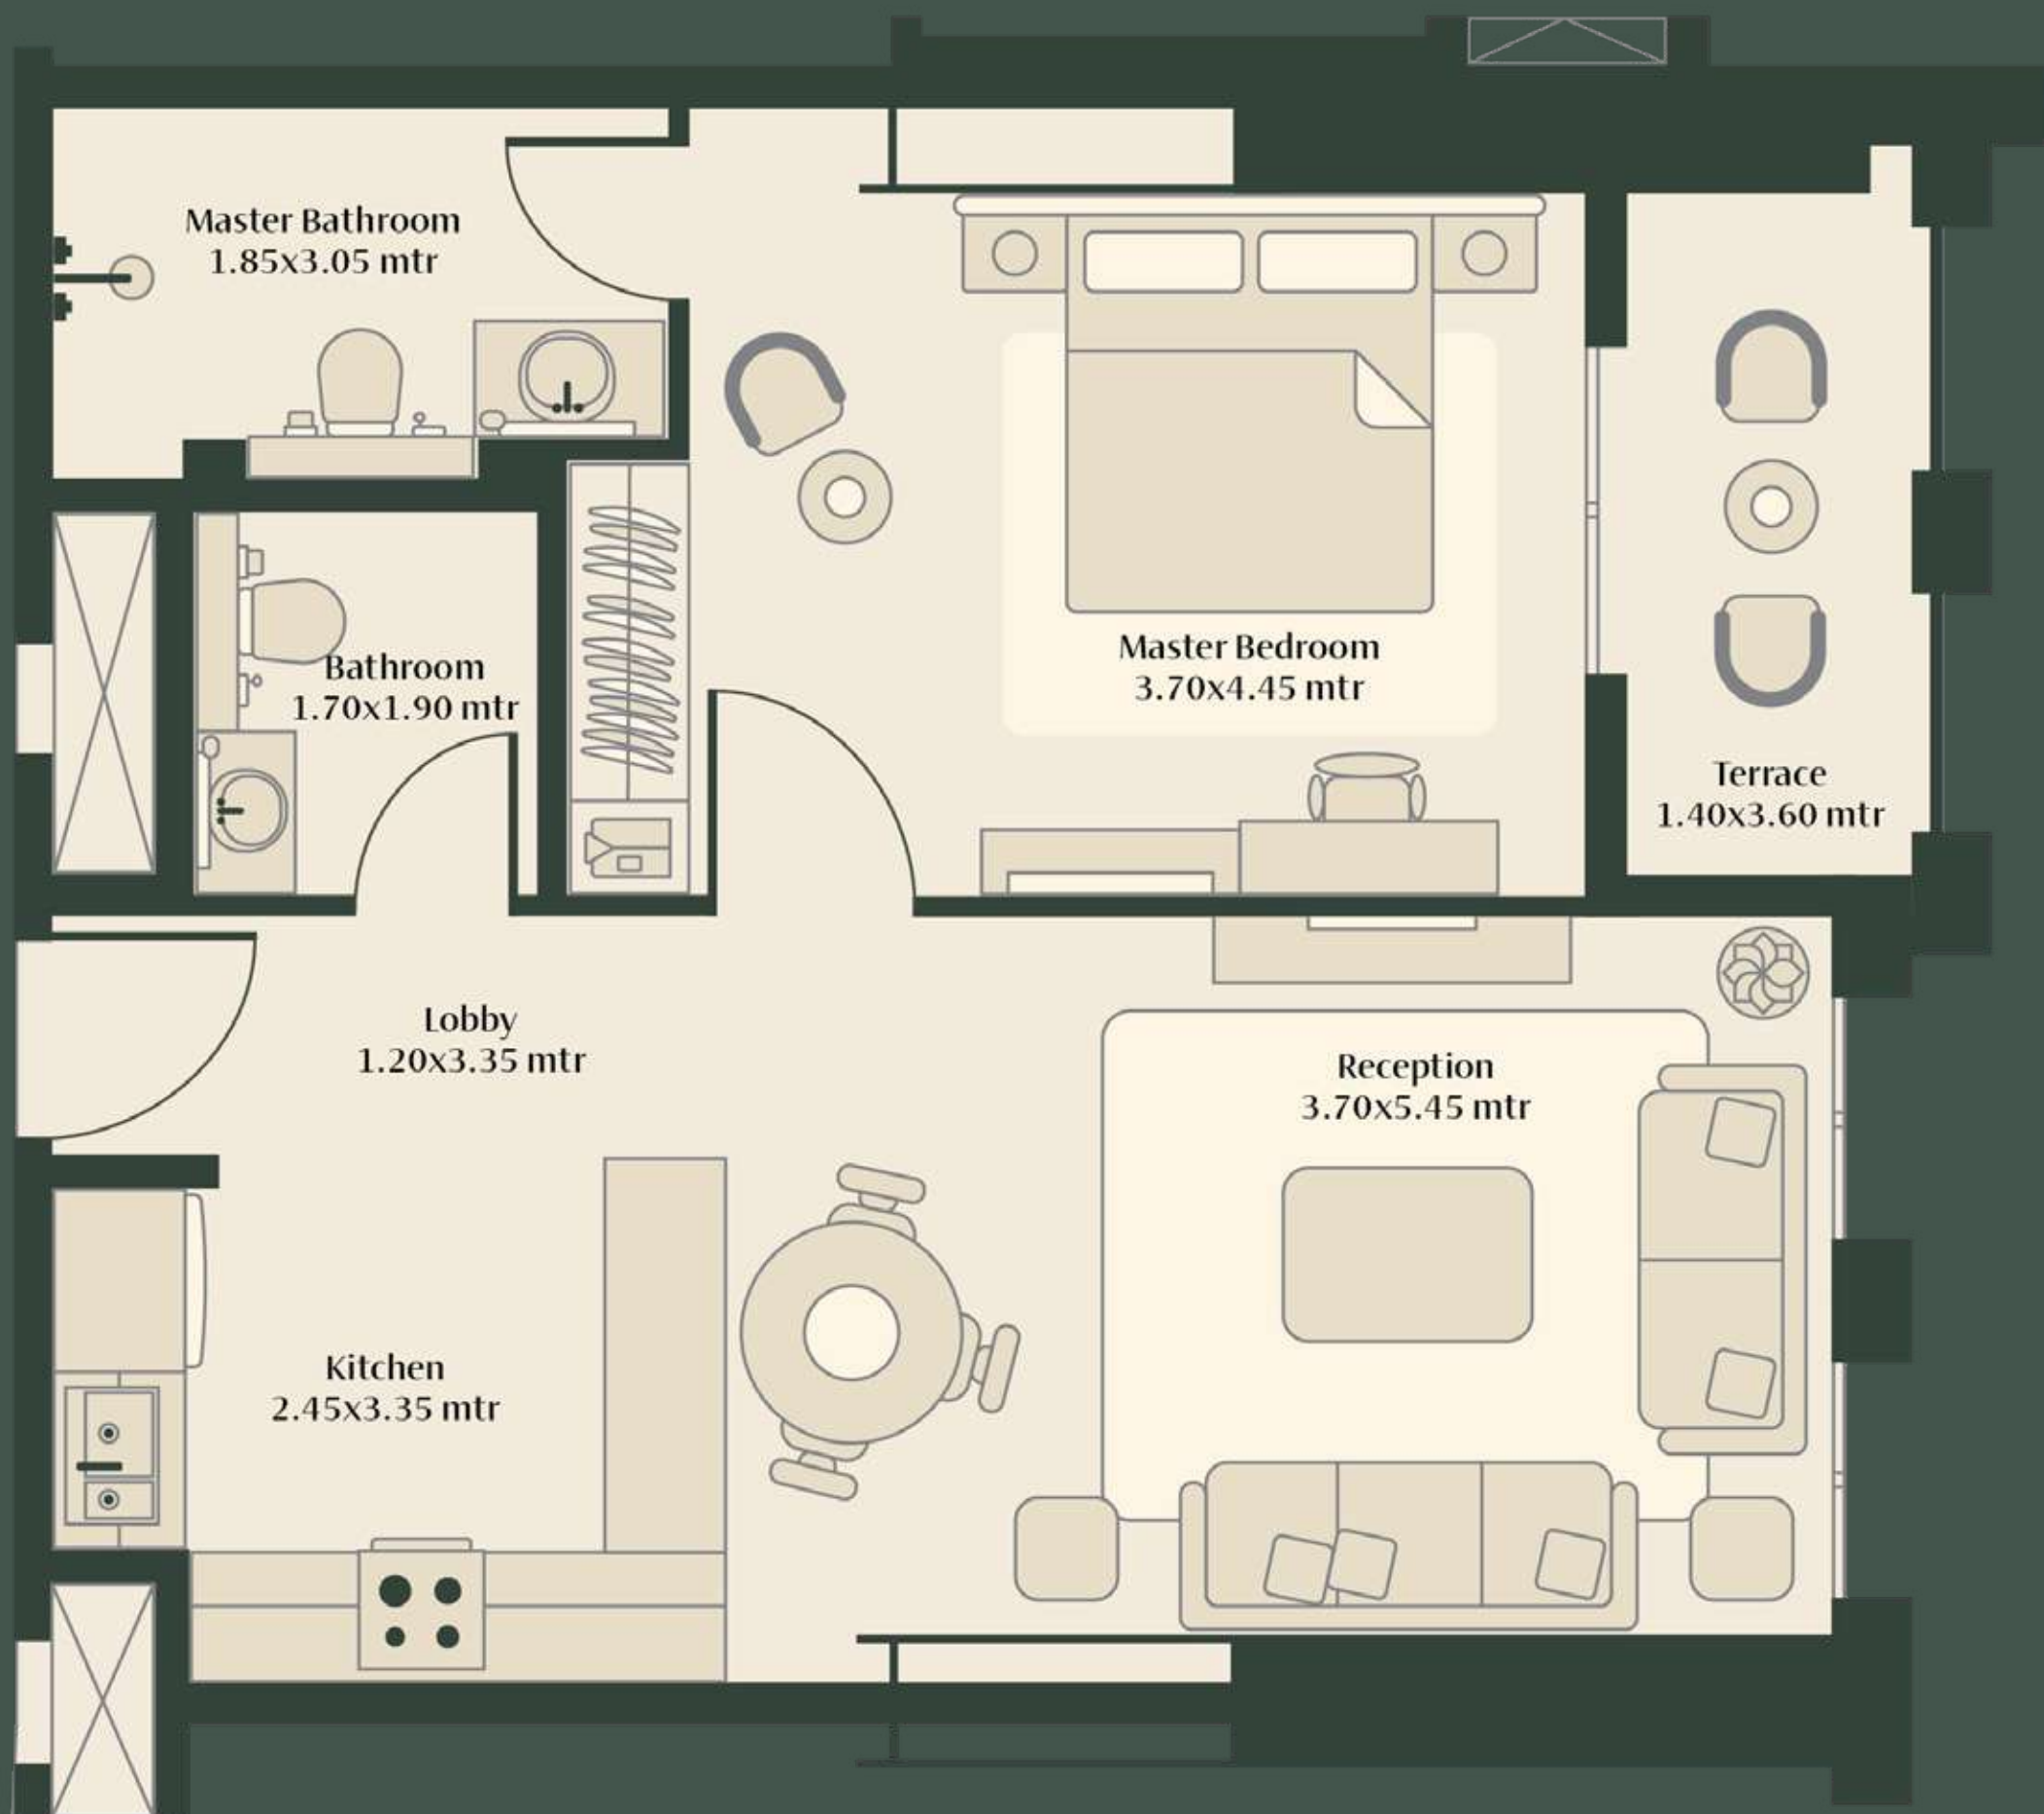 Master Bathroom
1.85x3.05 mtr
Bathroom
1.70x1.90 mtr
Master Bedroom
3.70x4.45 mtr
Terrace
1.40x3.60 mtr
Lobby
1.20x3.35 mtr
Reception
3.70x5.45 mtr
Kitchen
2.45x3.35 mtr